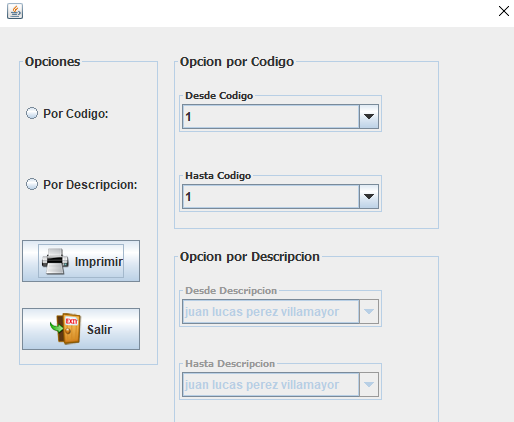 Opciones
Por Codigo:
Por Descripcion:
Imprimir
EXIT
Salir
Opcion por Codigo
Desde Codigo
1
Hasta Codigo
1
Opcion por Descripcion
Desde Descripcion
juan lucas perez villamayor
Hasta Descripcion
juan lucas perez villamayor